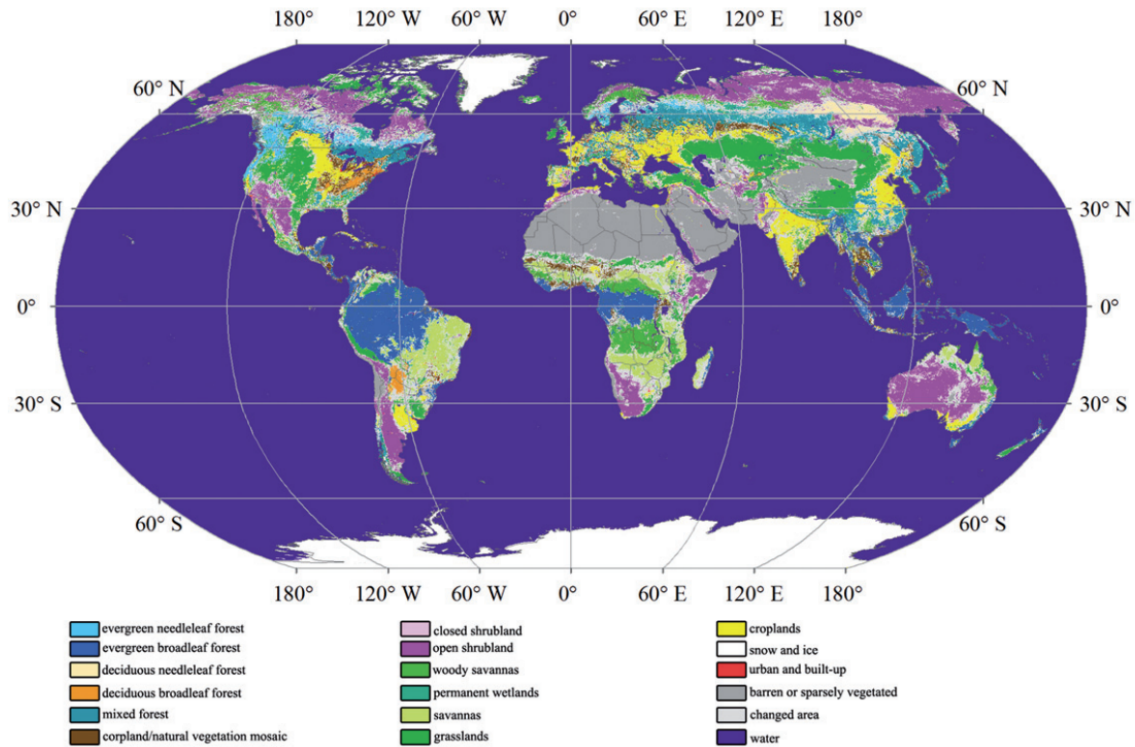 180° 120° W 60° W 0° 60° E 120° E 180°
60° N 60° N
30° N 30° N
0° 0°
30° S 30° S
60° S 60° S
180° 120° W 60° W 0° 60° E 120° E 180°
evergreen needleleaf forest
evergreen broadleaf forest
deciduous needleleaf forest
deciduous broadleaf forest
mixed forest
corpland/natural vegetation mosaic
closed shrubland
open shrubland
woody savannas
permanent wetlands
savannas
grasslands
croplands
snow and ice
urban and built-up
barren or sparsely vegetated
changed area
water